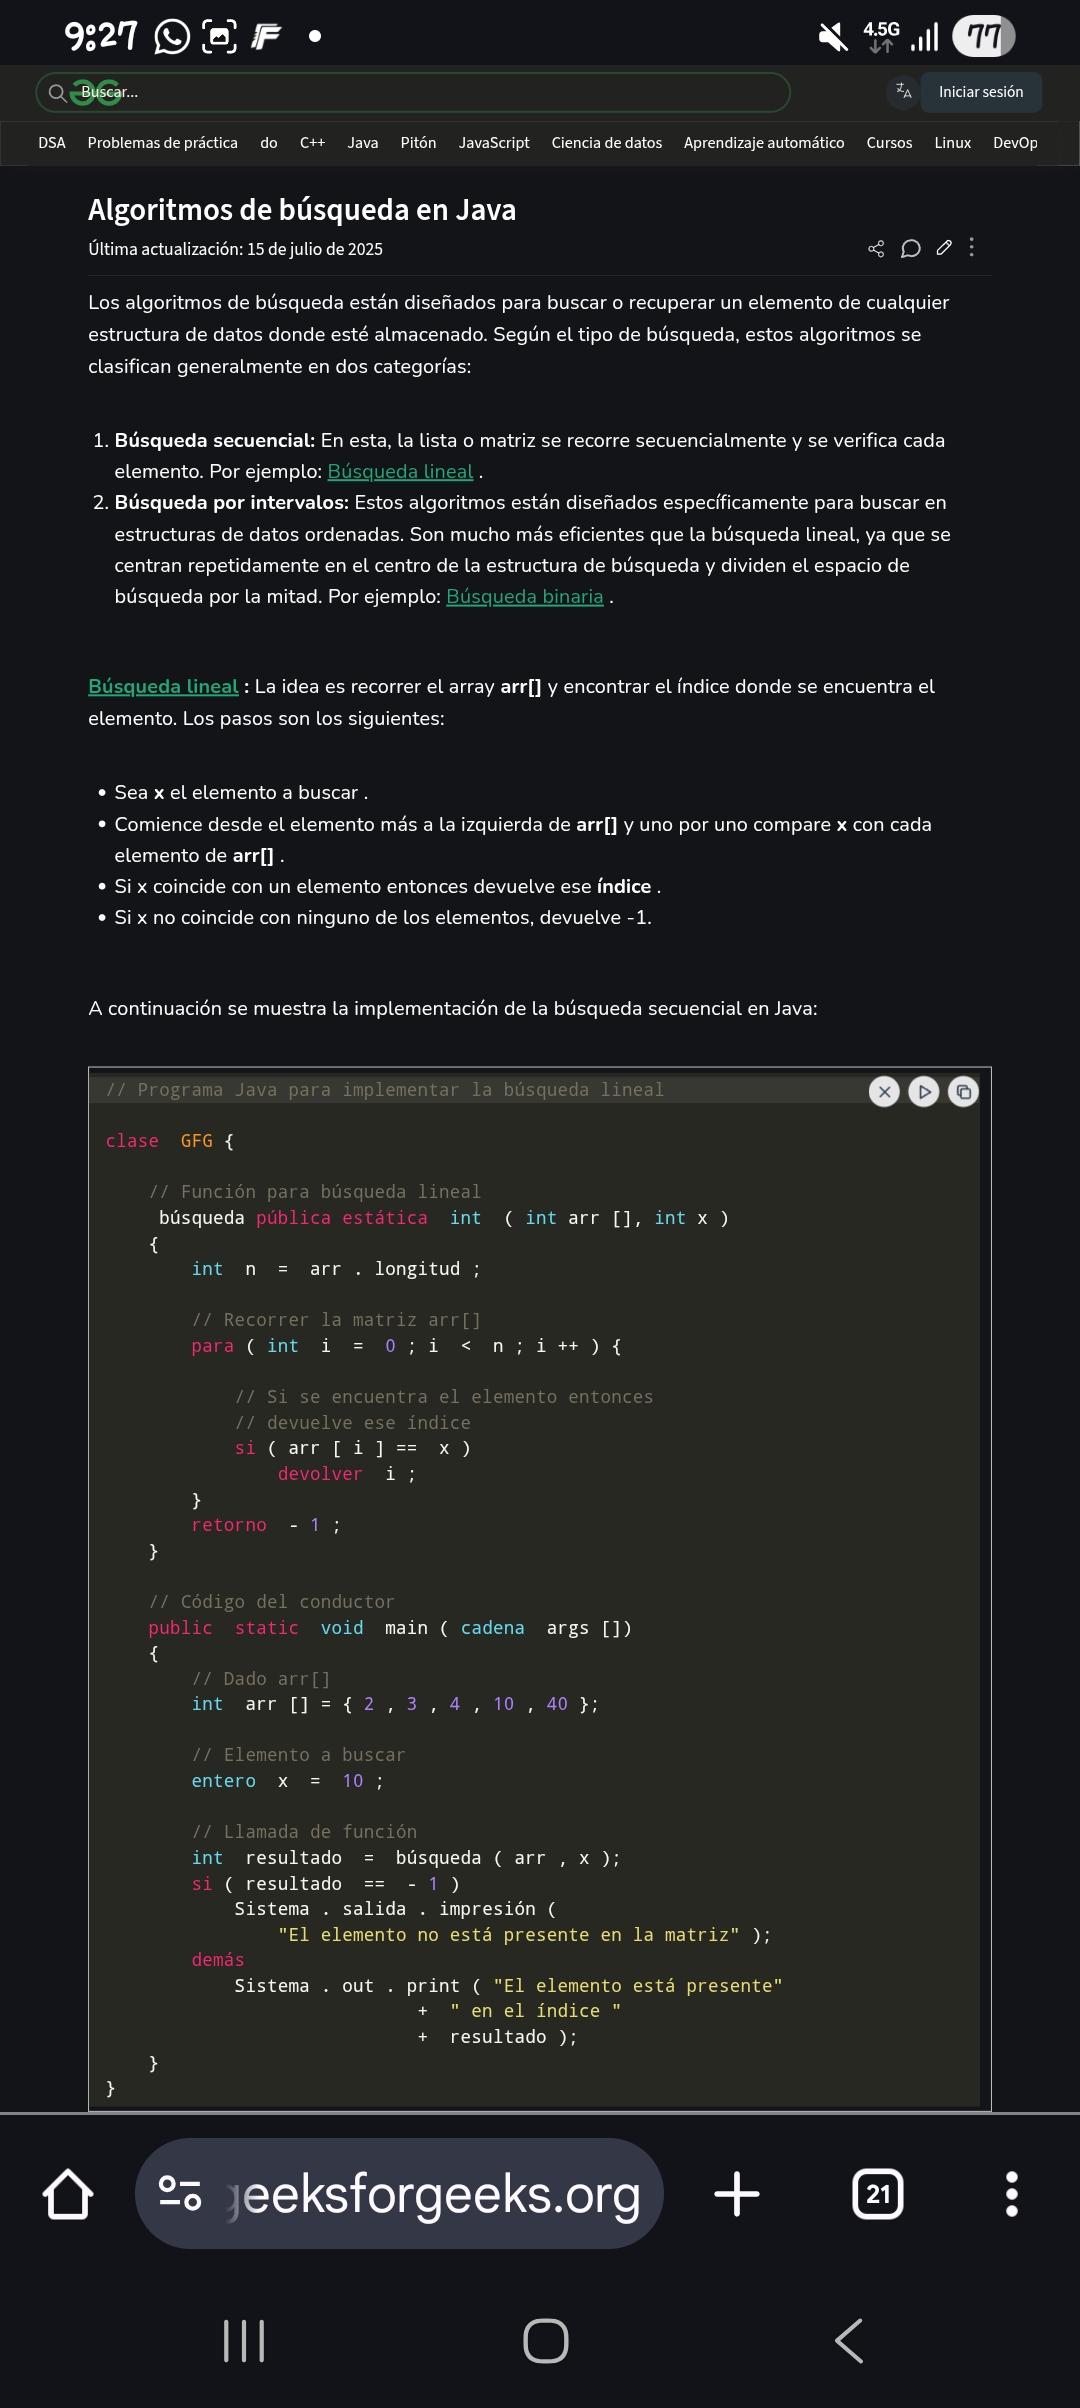 9:27
4.5G
77
Buscar...
Iniciar sesión
DSA Problemas de práctica do C++ Java Pitón JavaScript Ciencia de datos Aprendizaje automático Cursos Linux DevOp
Algoritmos de búsqueda en Java
Última actualización: 15 de julio de 2025
Los algoritmos de búsqueda están diseñados para buscar o recuperar un elemento de cualquier
estructura de datos donde esté almacenado. Según el tipo de búsqueda, estos algoritmos se
clasifican generalmente en dos categorías:
1. Búsqueda secuencial: En esta, la lista o matriz se recorre secuencialmente y se verifica cada
elemento. Por ejemplo: Búsqueda lineal .
2. Búsqueda por intervalos: Estos algoritmos están diseñados específicamente para buscar en
estructuras de datos ordenadas. Son mucho más eficientes que la búsqueda lineal, ya que se
centran repetidamente en el centro de la estructura de búsqueda y dividen el espacio de
búsqueda por la mitad. Por ejemplo: Búsqueda binaria .
Búsqueda lineal : La idea es recorrer el array arr[] y encontrar el índice donde se encuentra el
elemento. Los pasos son los siguientes:
• Sea x el elemento a buscar .
• Comience desde el elemento más a la izquierda de arr[] y uno por uno compare x con cada
elemento de arr[] .
• Si x coincide con un elemento entonces devuelve ese índice .
• Si x no coincide con ninguno de los elementos, devuelve -1.
A continuación se muestra la implementación de la búsqueda secuencial en Java:
// Programa Java para implementar la búsqueda lineal
clase GFG {
// Función para búsqueda lineal
búsqueda pública estática int ( int arr [], int x )
{
int n = arr . longitud ;
// Recorrer la matriz arr[]
para ( int i = 0 ; i < n ; i ++ ) {
// Si se encuentra el elemento entonces
// devuelve ese índice
si ( arr [ i ] == x )
devolver i ;
}
retorno - 1 ;
}
// Código del conductor
public static void main ( cadena args [])
{
// Dado arr[]
int arr [] = { 2 , 3 , 4 , 10 , 40 };
// Elemento a buscar
entero x = 10 ;
// Llamada de función
int resultado = búsqueda ( arr , x );
si ( resultado == - 1 )
Sistema . salida . impresión (
"El elemento no está presente en la matriz" );
demás
Sistema . out . print ( "El elemento está presente"
+ " en el índice "
+ resultado );
}
}
geeksforgeeks.org
21